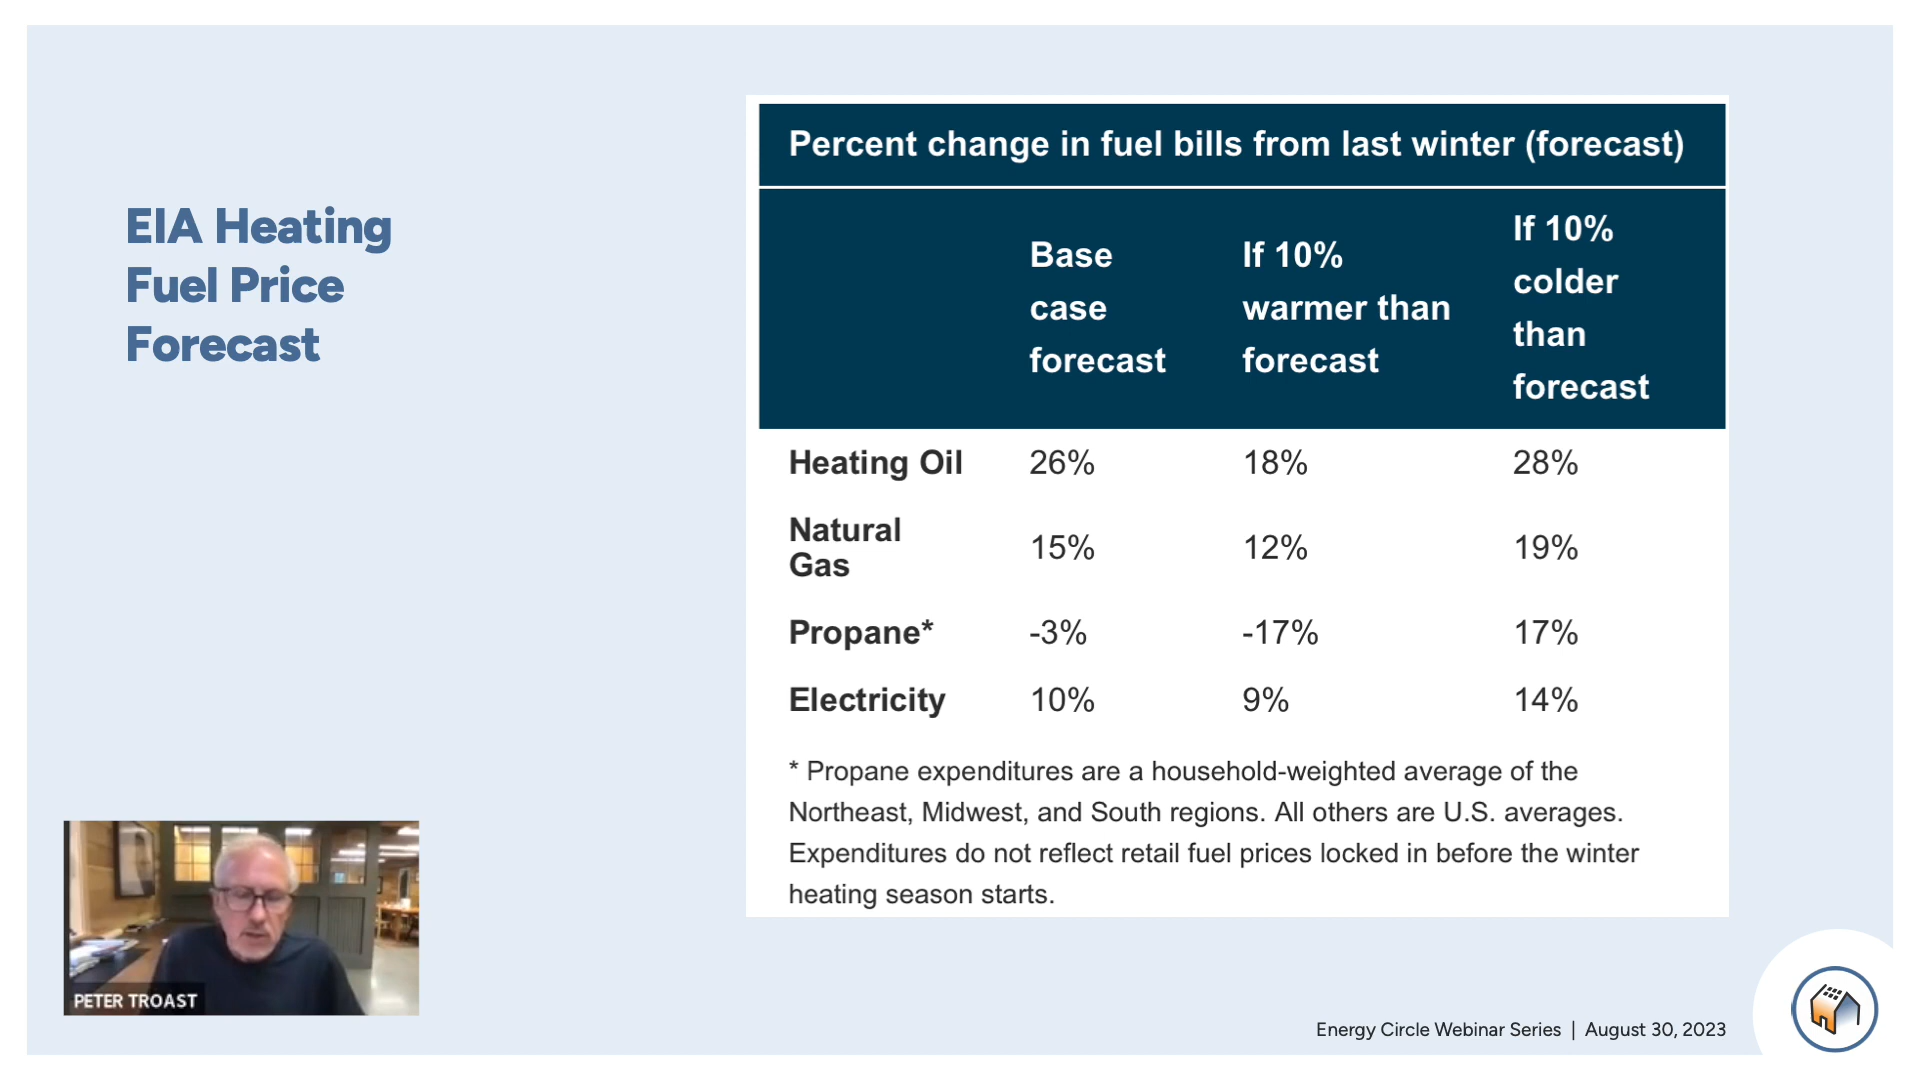 EIA Heating
Fuel Price
Forecast
Percent change in fuel bills from last winter (forecast)
Base
case
forecast
If 10%
warmer than
forecast
If 10%
colder
than
forecast
Heating Oil 26% 18% 28%
Natural
Gas 15% 12% 19%
Propane* -3% -17% 17%
Electricity 10% 9% 14%
* Propane expenditures are a household-weighted average of the
Northeast, Midwest, and South regions. All others are U.S. averages.
Expenditures do not reflect retail fuel prices locked in before the winter
heating season starts.
PETER TROAST
Energy Circle Webinar Series | August 30, 2023